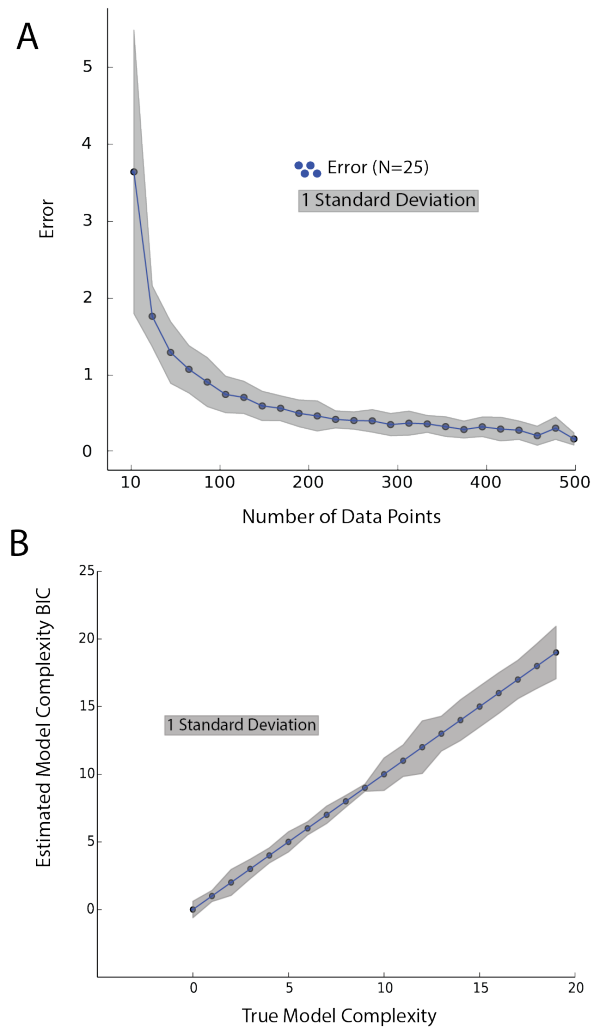 A
5
4
3
2
1
0
Error
Error (N=25)
1 Standard Deviation
10 100 200 300 400 500
Number of Data Points
B
25
20
15
10
5
0
Estimated Model Complexity BIC
1 Standard Deviation
0 5 10 15 20
True Model Complexity